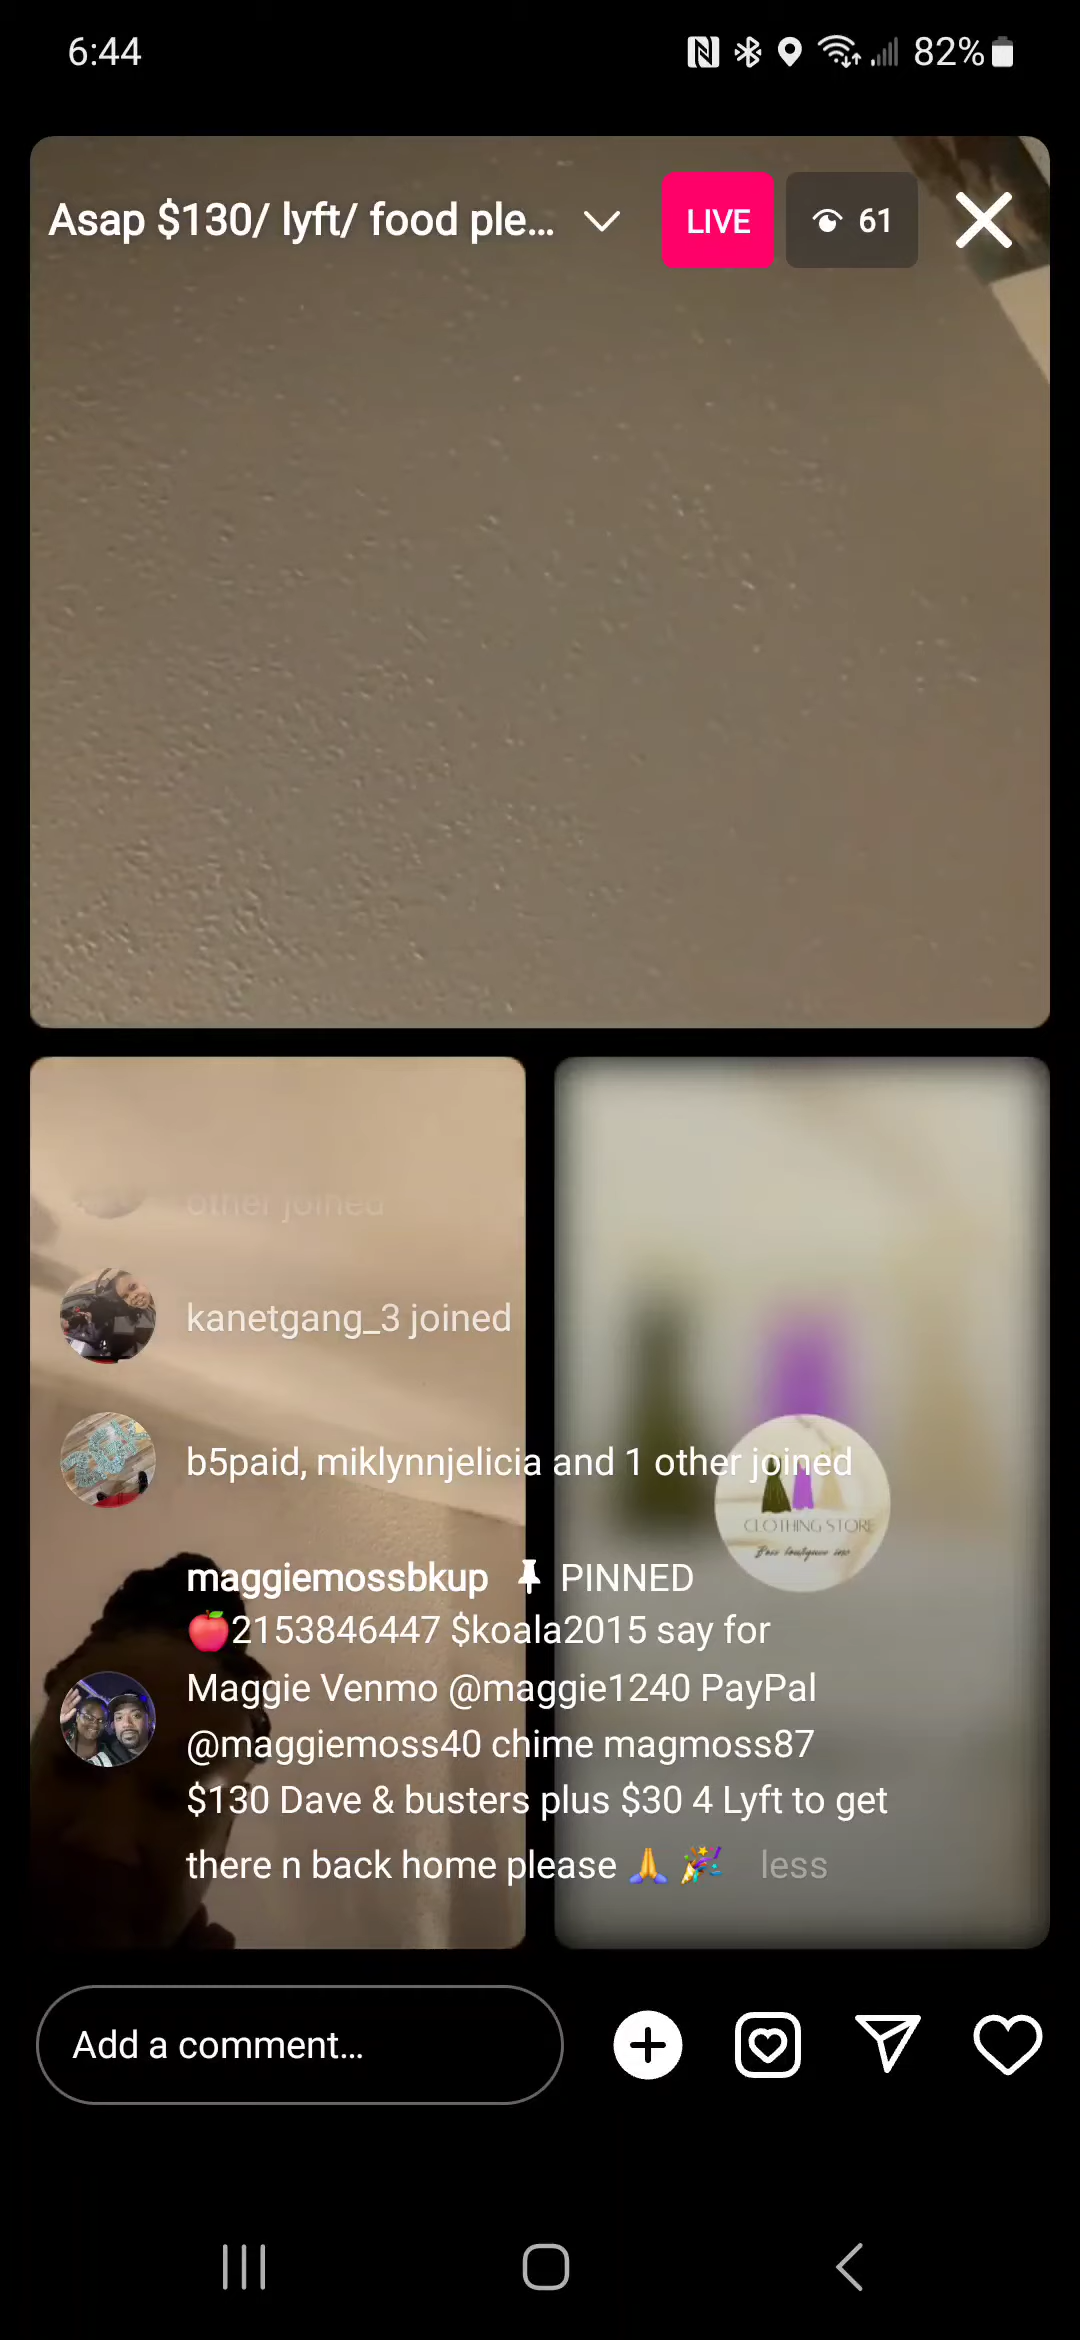 6:44
82%
Asap $130/ lyft/ food ple...
LIVE
61
other joined
kanetgang_3 joined
b5paid, miklynnjelicia and 1 other joined
CLOTHING STORE
maggiemossbkup PINNED
🍎2153846447 $koala2015 say for
Maggie Venmo @maggie1240 PayPal
@maggiemoss40 chime magmoss87
$130 Dave & busters plus $30 4 Lyft to get
there n back home please 🙏 🎉 less
Add a comment...